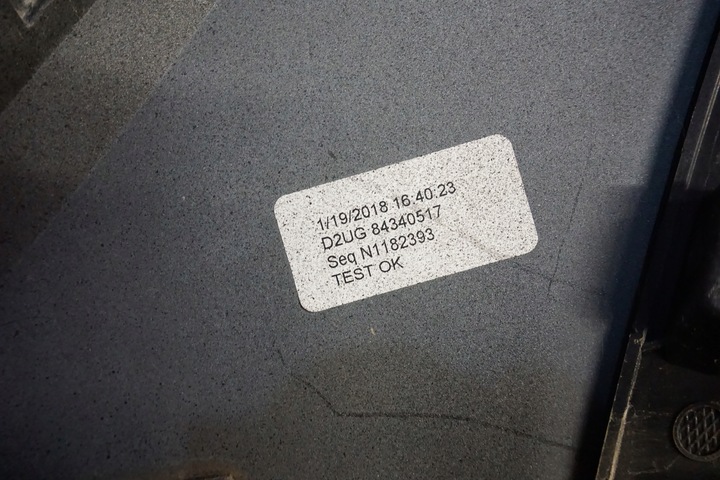 1/19/2018 16:40:23
D2UG 84340517
Seq N1182393
TEST OK